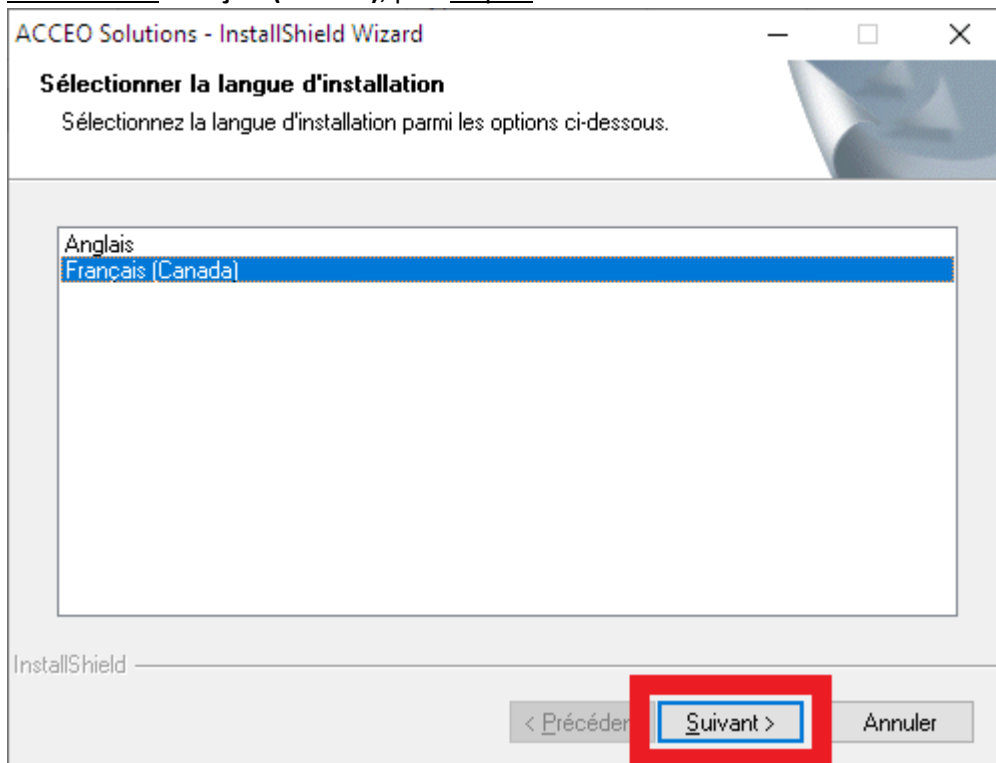 ACCEO Solutions - InstallShield Wizard
Sélectionner la langue d'installation
Sélectionnez la langue d'installation parmi les options ci-dessous.
Anglais
Français (Canada)
InstallShield
< Précéden Suivant > Annuler